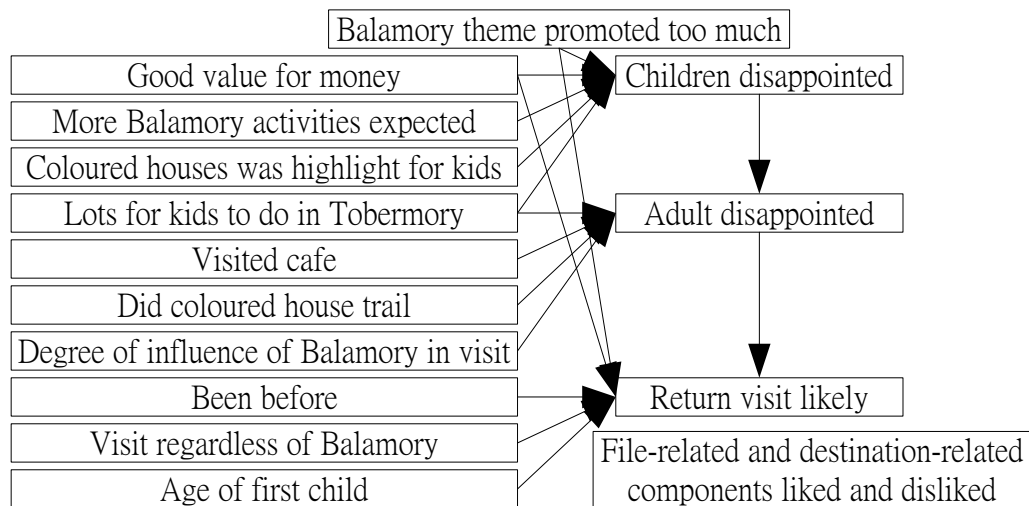 Balamory theme promoted too much
Good value for money
Children disappointed
More Balamory activities expected
Coloured houses was highlight for kids
Lots for kids to do in Tobermory
Adult disappointed
Visited cafe
Did coloured house trail
Degree of influence of Balamory in visit
Been before
Return visit likely
Visit regardless of Balamory
File-related and destination-related
components liked and disliked
Age of first child